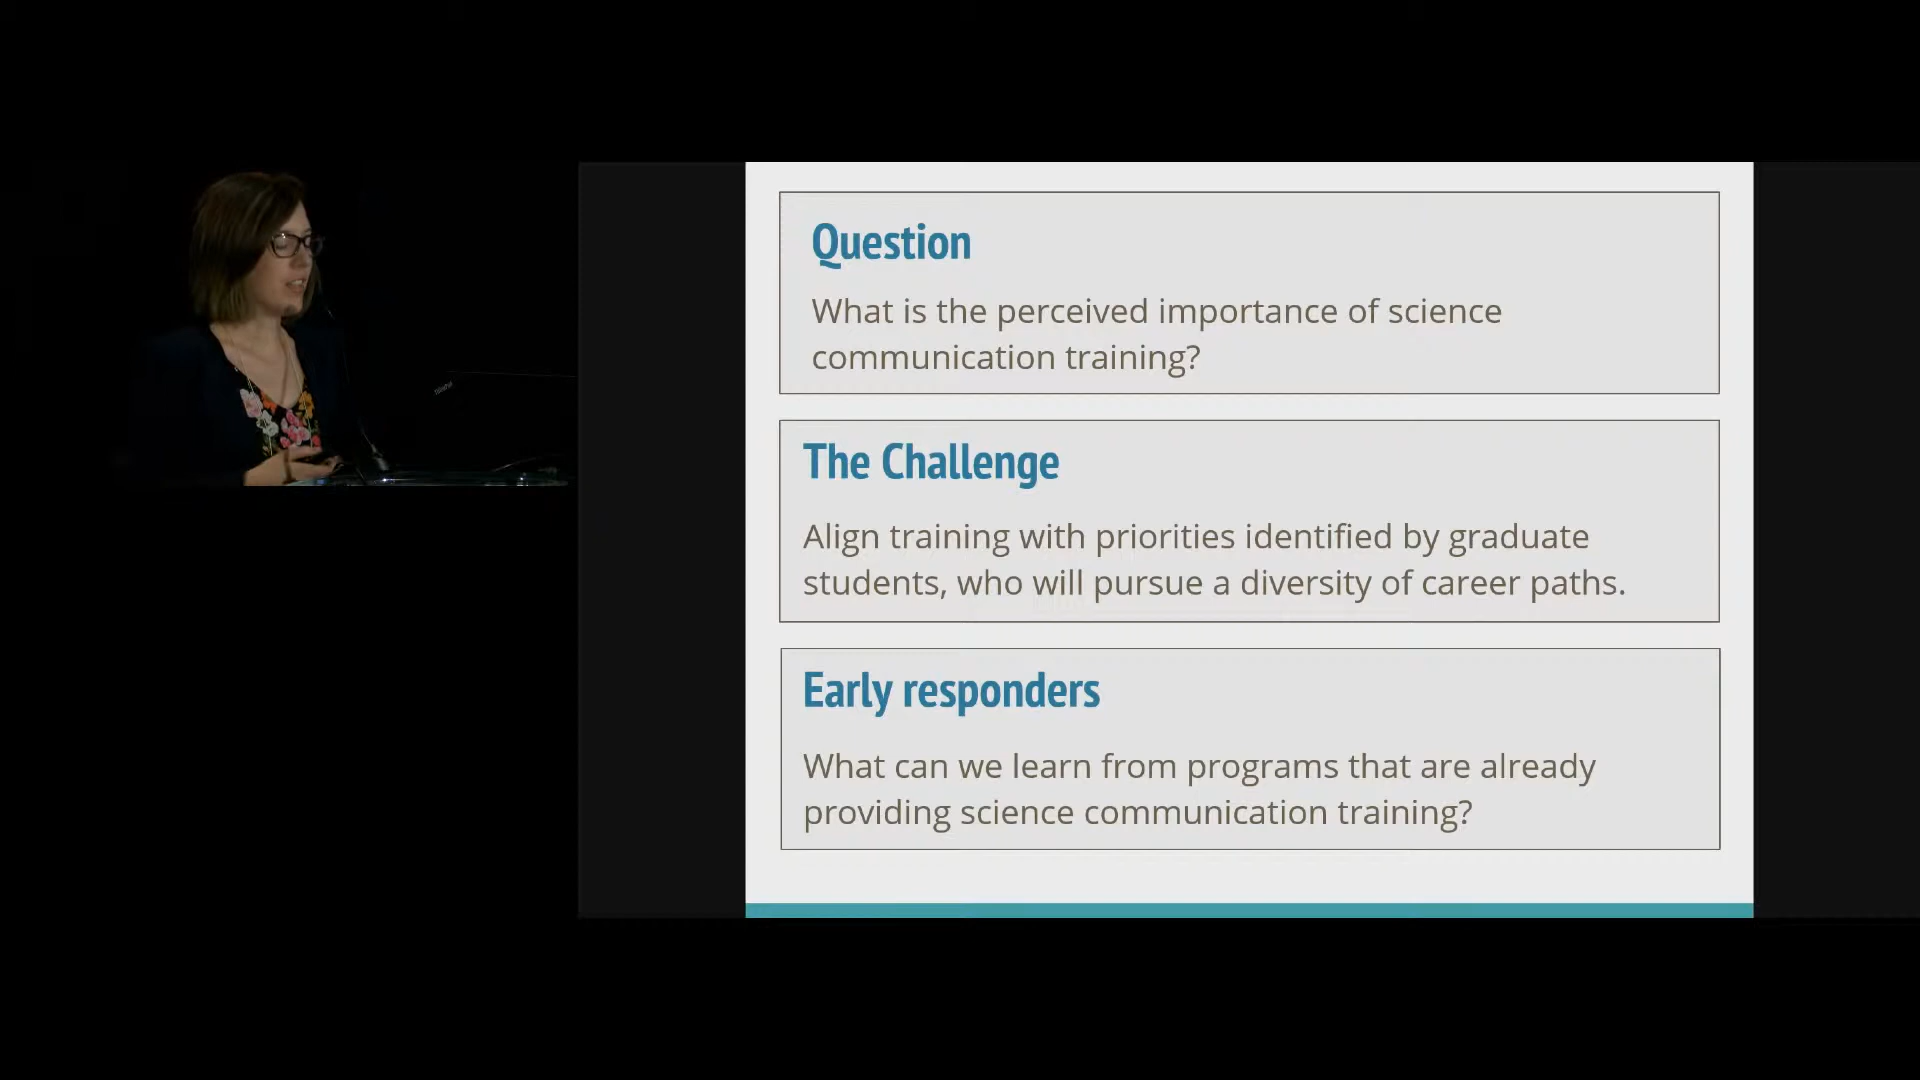 Question
What is the perceived importance of science
communication training?
The Challenge
Align training with priorities identified by graduate
students, who will pursue a diversity of career paths.
Early responders
What can we learn from programs that are already
providing science communication training?